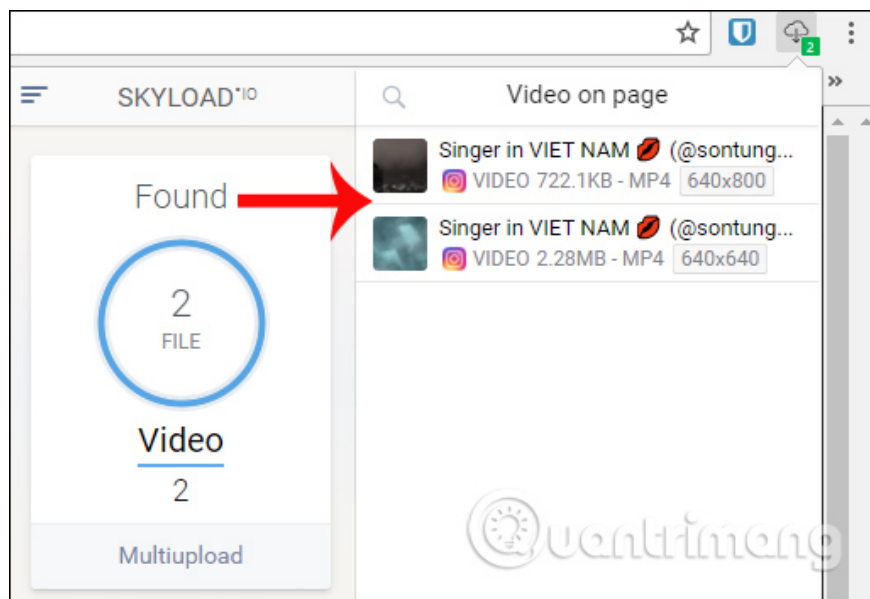 2
SKYLOAD•IO
Video on page
Singer in VIET NAM 💋 (@sontung...
VIDEO 722.1KB - MP4 640x800
Found
Singer in VIET NAM 💋 (@sontung...
VIDEO 2.28MB - MP4 640x640
2
FILE
Video
2
Multiupload
Quantrimang